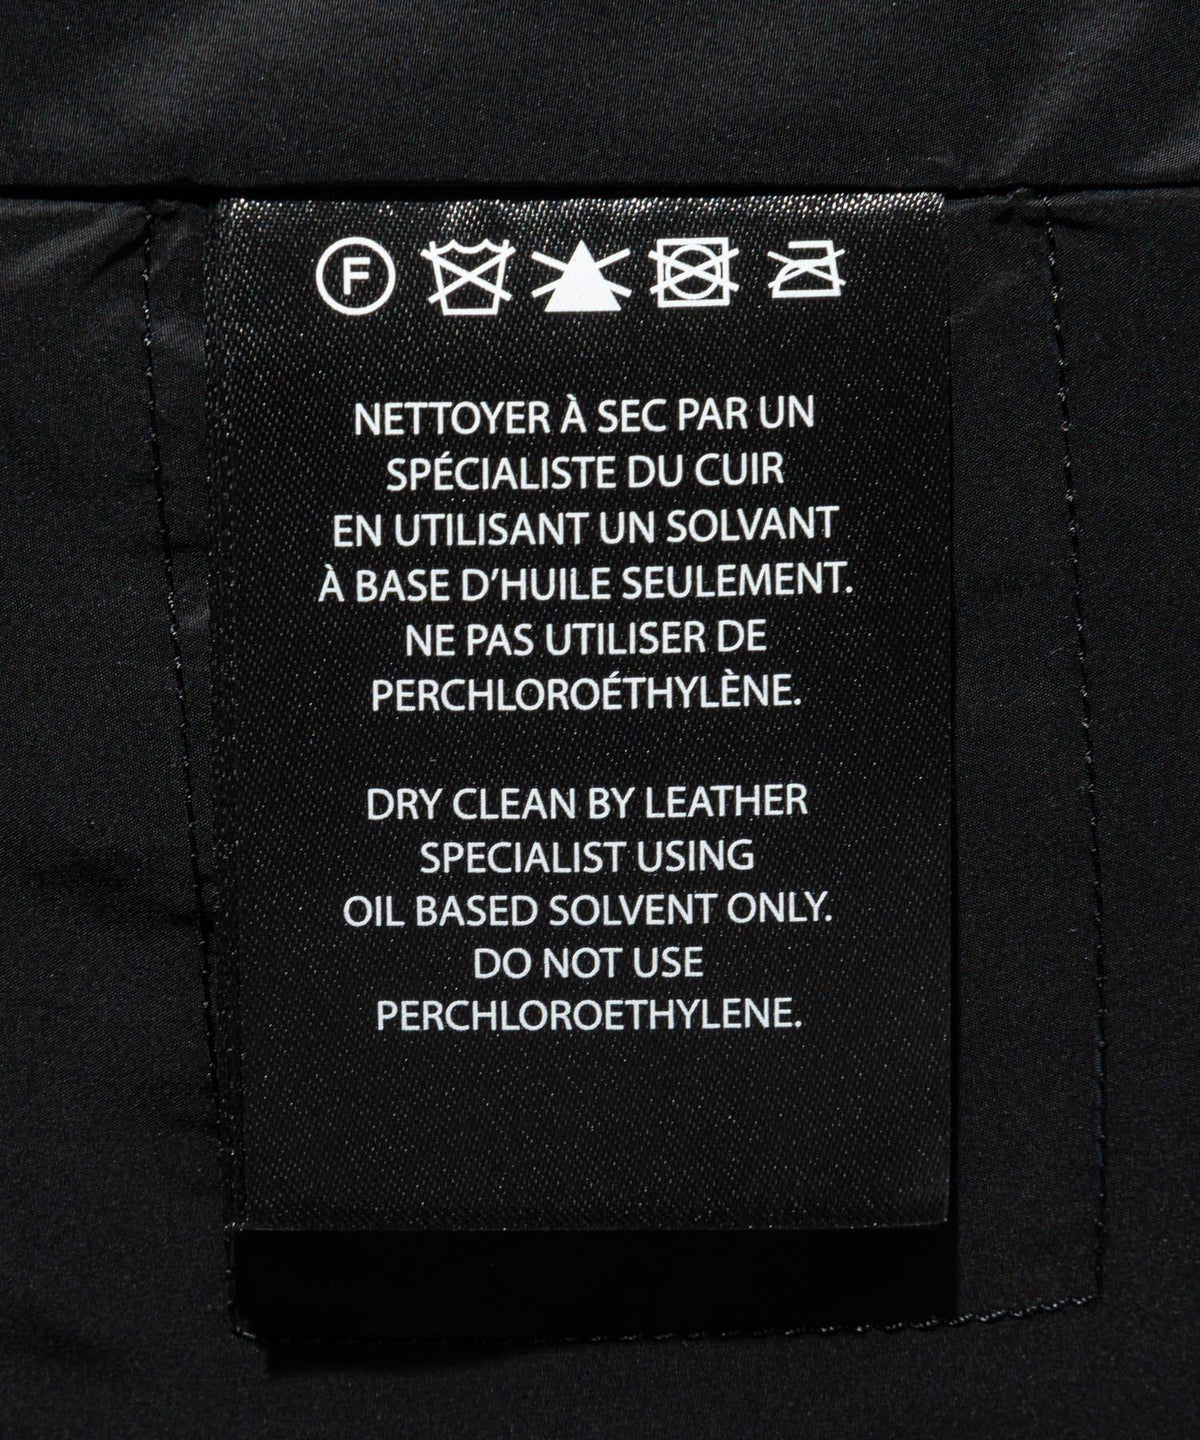 F
NETTOYER À SEC PAR UN
SPÉCIALISTE DU CUIR
EN UTILISANT UN SOLVANT
À BASE D'HUILE SEULEMENT.
NE PAS UTILISER DE
PERCHLOROÉTHYLÈNE.
DRY CLEAN BY LEATHER
SPECIALIST USING
OIL BASED SOLVENT ONLY.
DO NOT USE
PERCHLOROETHYLENE.